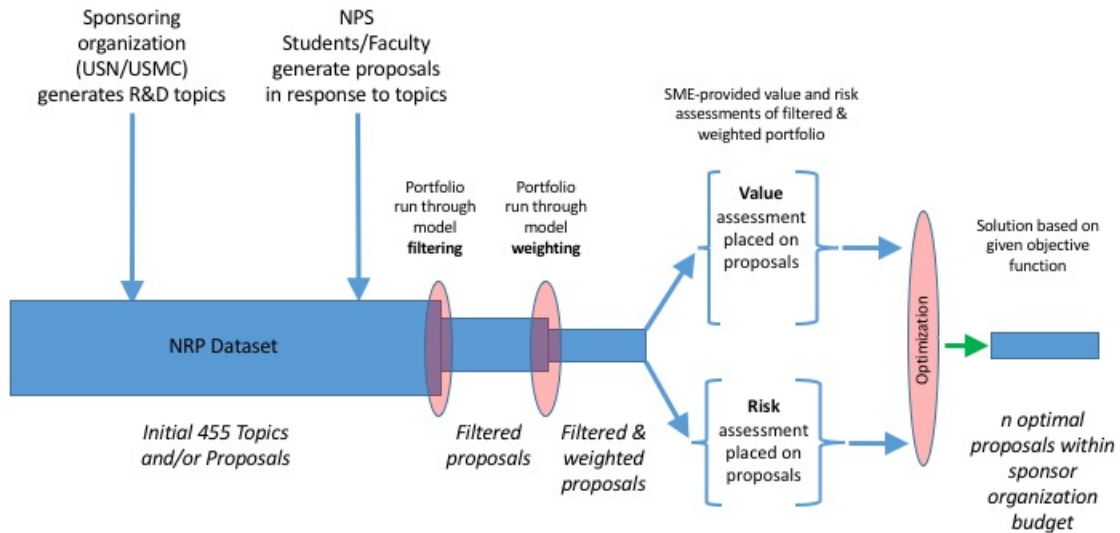 Sponsoring
organization
(USN/USMC)
generates R&D topics
NPS
Students/Faculty
generate proposals
in response to topics
SME-provided value and risk
assessments of filtered &
weighted portfolio
Portfolio
run through
model
filtering
Portfolio
run through
model
weighting
Value
assessment
placed on
proposals
Solution based on
given objective
function
NRP Dataset
Optimization
Risk
assessment
placed on
proposals
Initial 455 Topics
and/or Proposals
Filtered
proposals
Filtered &
weighted
proposals
n optimal
proposals within
sponsor
organization
budget